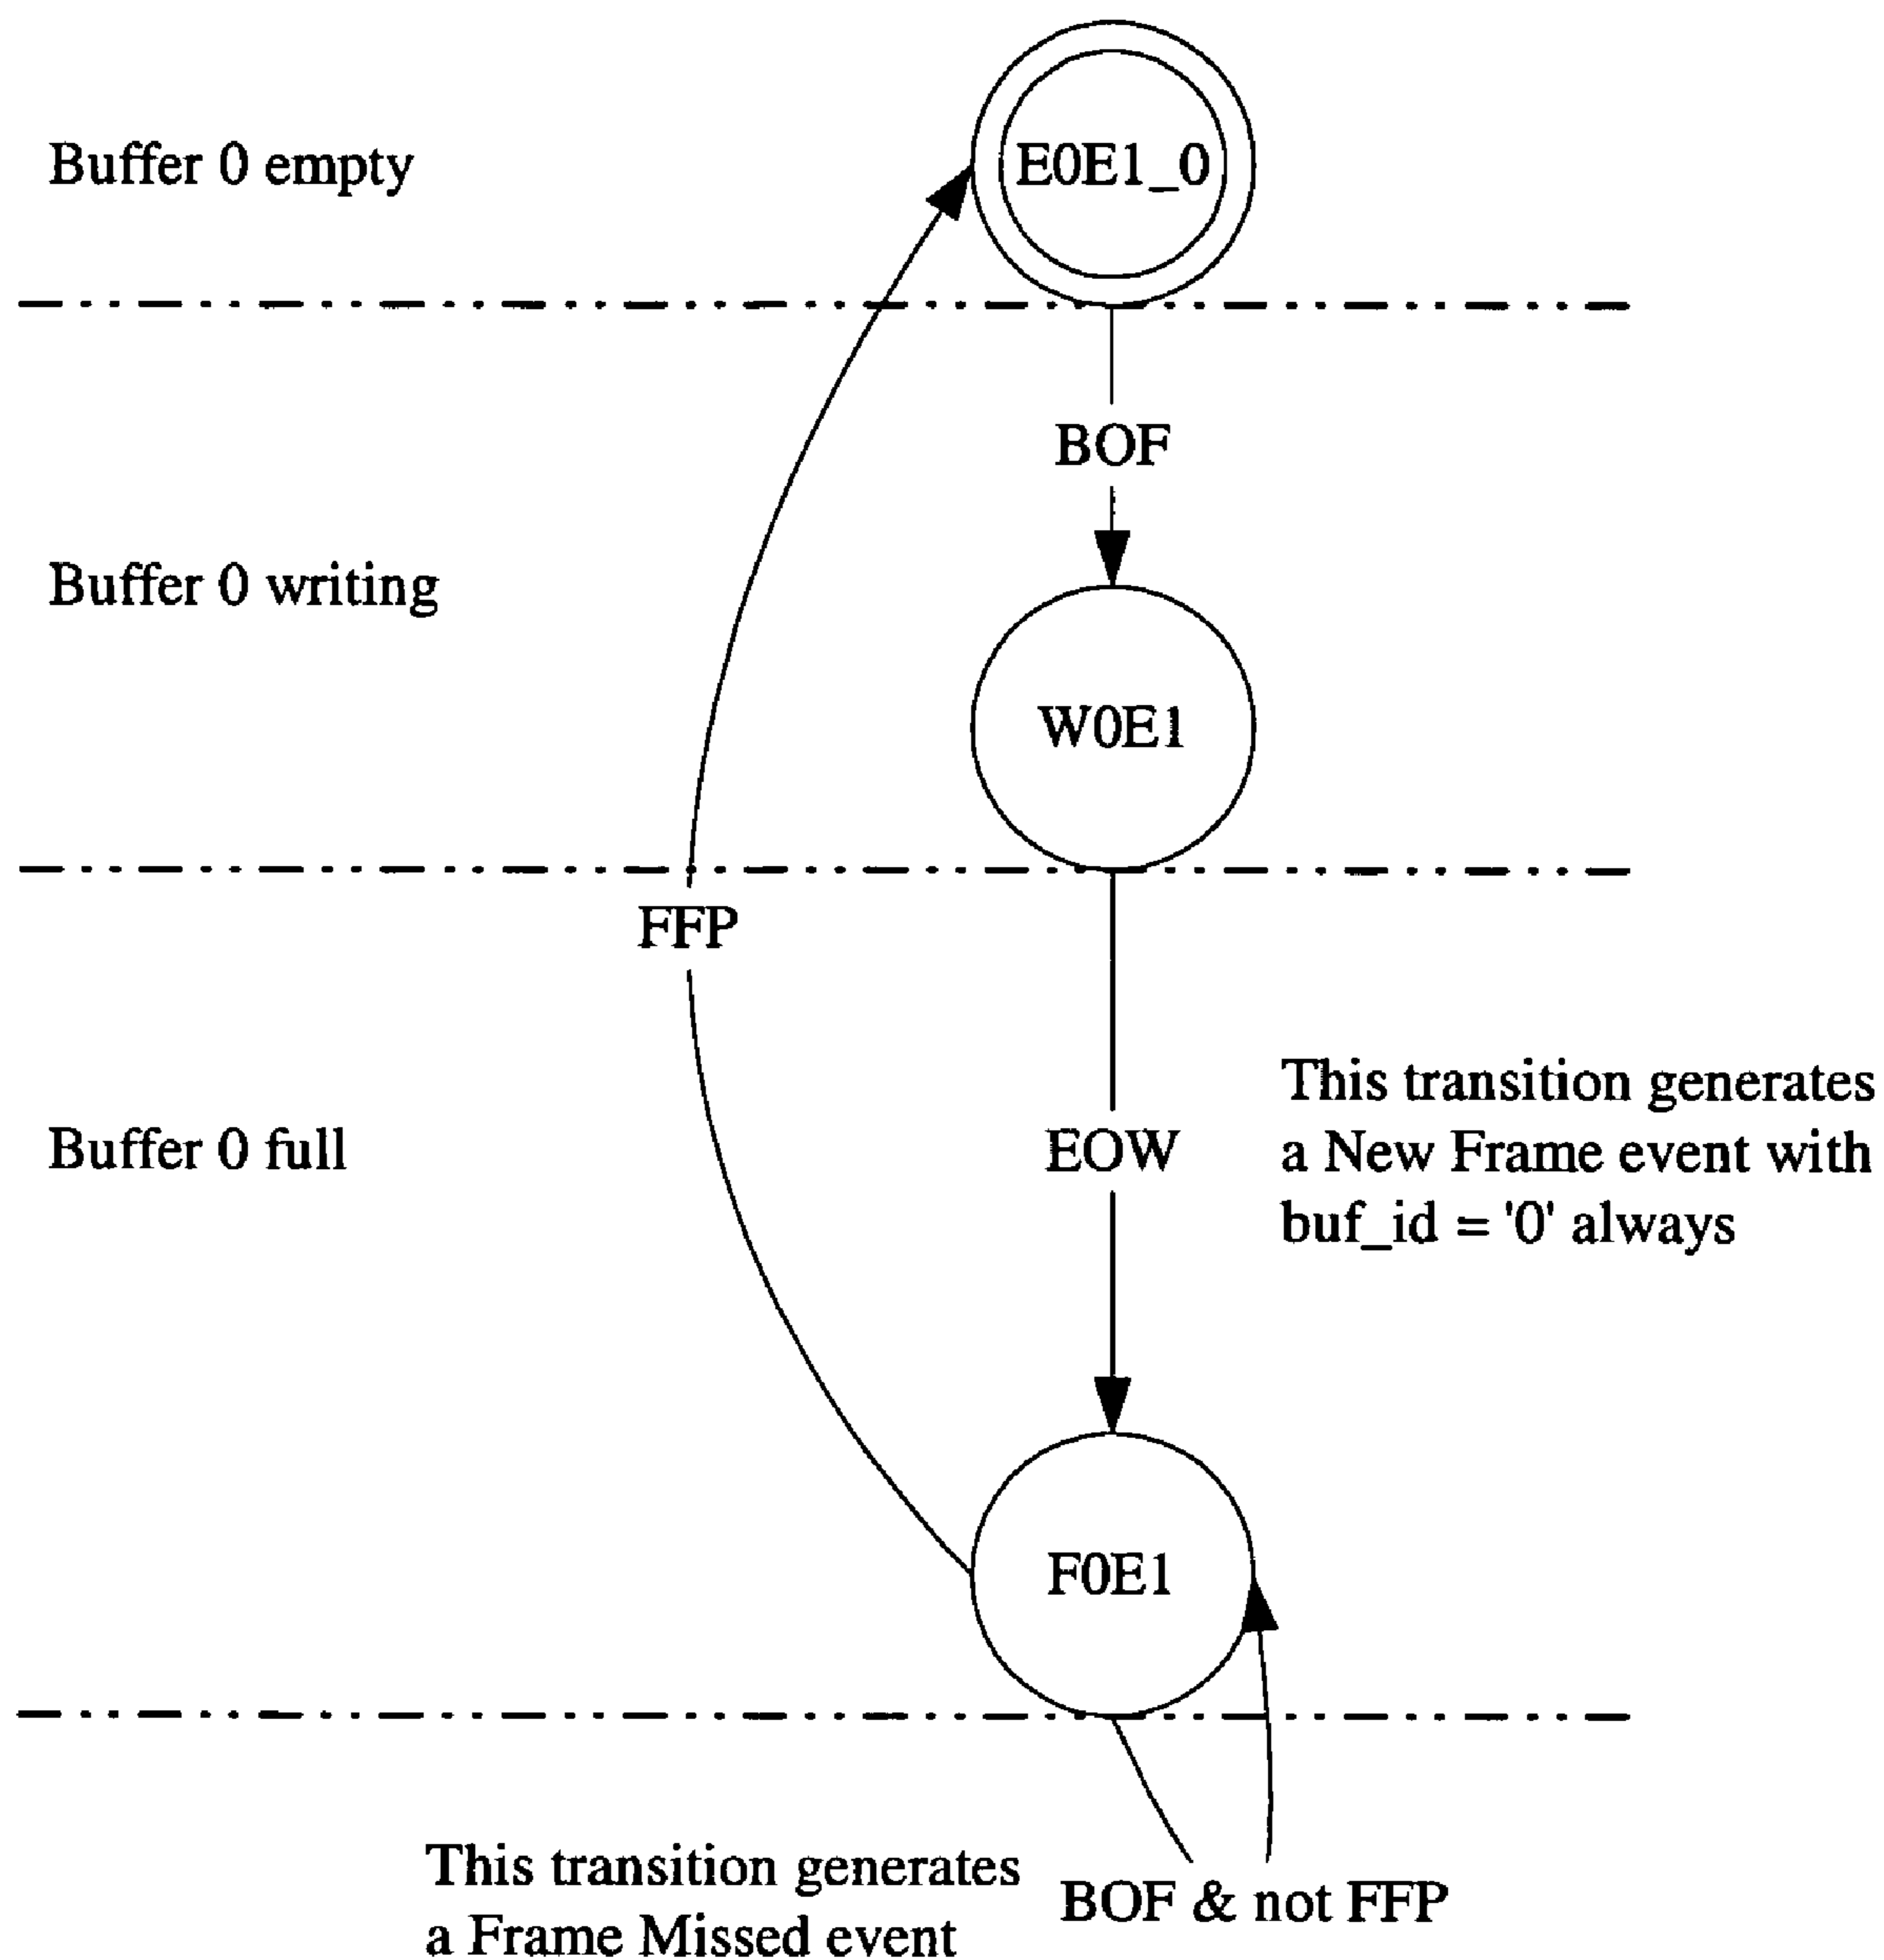 Buffer 0 empty
E0E1_0
BOF
Buffer 0 writing
W0E1
FFP
This transition generates
a New Frame event with
buf_id = '0' always
Buffer 0 full
EOW
F0E1
This transition generates
a Frame Missed event
BOF & not FFP